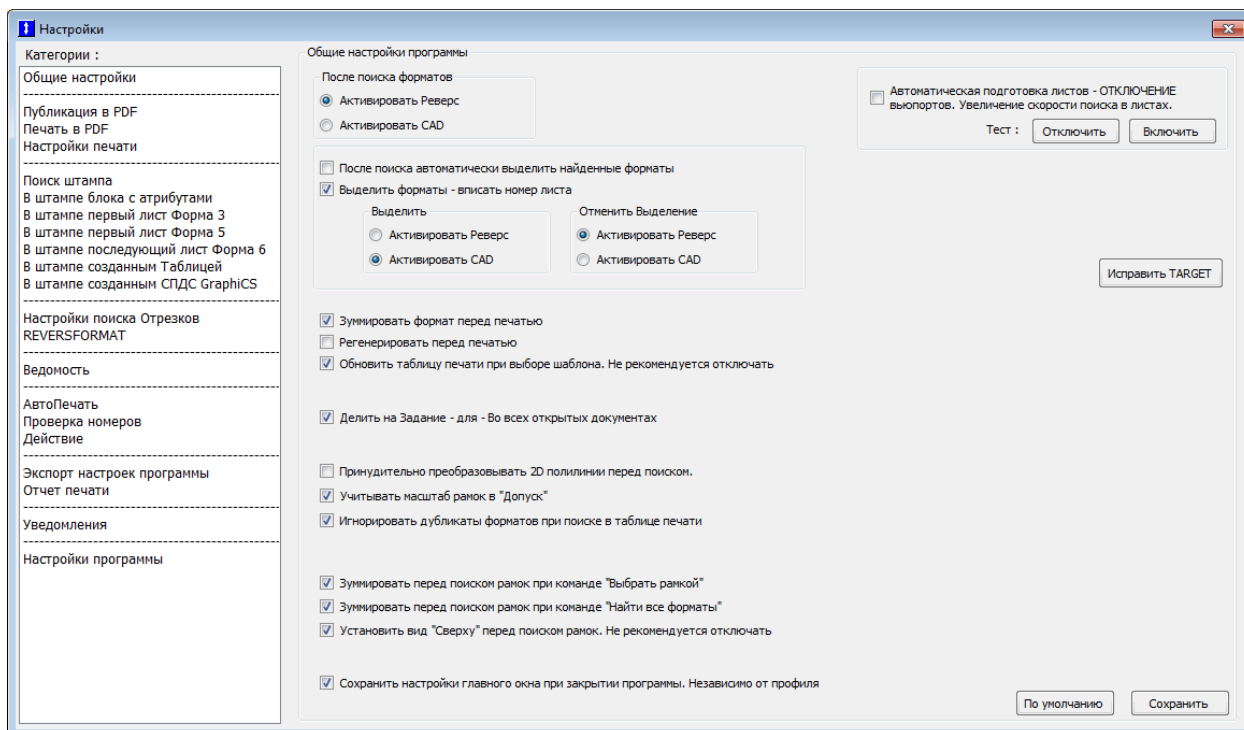 Настройки
Категории :
Общие настройки
Публикация в PDF
Печать в PDF
Настройки печати
Поиск штампа
В штампе блока с атрибутами
В штампе первый лист Форма 3
В штампе первый лист Форма 5
В штампе последующий лист Форма 6
В штампе созданным Таблицей
В штампе созданным СПДС GraphiCS
Настройки поиска Отрезков
REVERSFORMAT
Ведомость
АвтоПечать
Проверка номеров
Действие
Экспорт настроек программы
Отчет печати
Уведомления
Настройки программы
Общие настройки программы
После поиска форматов
Активировать Реверс
Активировать CAD
Автоматическая подготовка листов - ОТКЛЮЧЕНИЕ
вьюпортов. Увеличение скорости поиска в листах.
Тест : Отключить Включить
После поиска автоматически выделить найденные форматы
Выделить форматы - вписать номер листа
Выделить
Активировать Реверс
Активировать CAD
Отменить Выделение
Активировать Реверс
Активировать CAD
Исправить TARGET
Зуммировать формат перед печатью
Регенерировать перед печатью
Обновить таблицу печати при выборе шаблона. Не рекомендуется отключать
Делить на Задание - для - Во всех открытых документах
Принудительно преобразовывать 2D полилинии перед поиском.
Учитывать масштаб рамок в "Допуск"
Игнорировать дубликаты форматов при поиске в таблице печати
Зуммировать перед поиском рамок при команде "Выбрать рамкой"
Зуммировать перед поиском рамок при команде "Найти все форматы"
Установить вид "Сверху" перед поиском рамок. Не рекомендуется отключать
Сохранить настройки главного окна при закрытии программы. Независимо от профиля
По умолчанию Сохранить